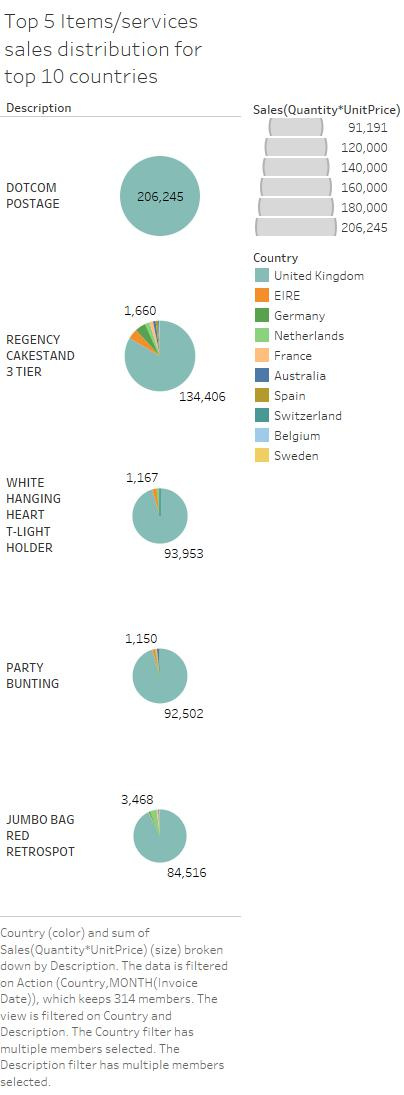 Top 5 Items/services
sales distribution for
top 10 countries
Description
DOTCOM
POSTAGE
206,245
REGENCY
CAKESTAND
3 TIER
1,660
134,406
WHITE
HANGING
HEART
T-LIGHT
HOLDER
1,167
93,953
PARTY
BUNTING
1,150
92,502
JUMBO BAG
RED
RETROSPOT
3,468
84,516
Sales(Quantity*UnitPrice)
91,191
120,000
140,000
160,000
180,000
206,245
Country
United Kingdom
EIRE
Germany
Netherlands
France
Australia
Spain
Switzerland
Belgium
Sweden
Country (color) and sum of
Sales(Quantity*UnitPrice) (size) broken
down by Description. The data is filtered
on Action (Country,MONTH(Invoice
Date)), which keeps 314 members. The
view is filtered on Country and
Description. The Country filter has
multiple members selected. The
Description filter has multiple members
selected.